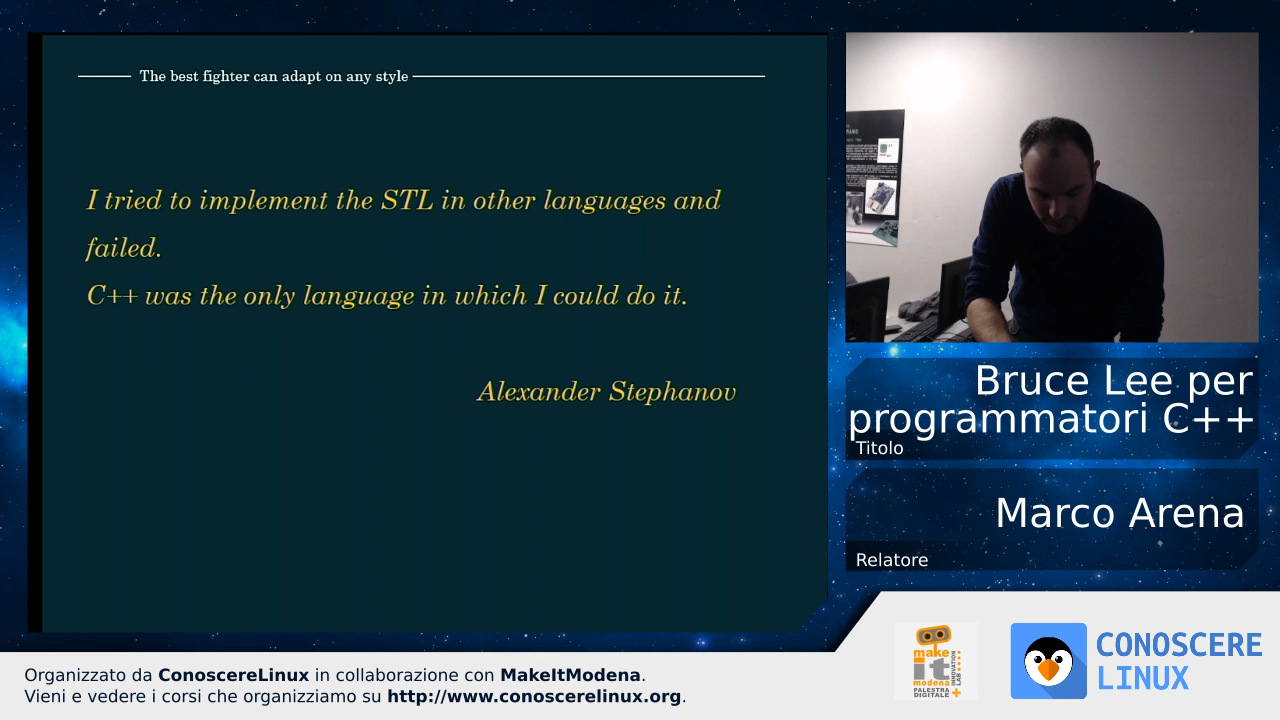 The best fighter can adapt on any style
I tried to implement the STL in other languages and
failed.
C++ was the only language in which I could do it.
Alexander Stephanov
Bruce Lee per
programmatori C++
Titolo
Marco Arena
Relatore
make
it
modena
PALESTRA
DIGITALE
INNOVATION
LAB
CONOSCERE
LINUX
Organizzato da ConoscereLinux in collaborazione con MakeItModena.
Vieni e vedere i corsi che organizziamo su http://www.conoscerelinux.org.